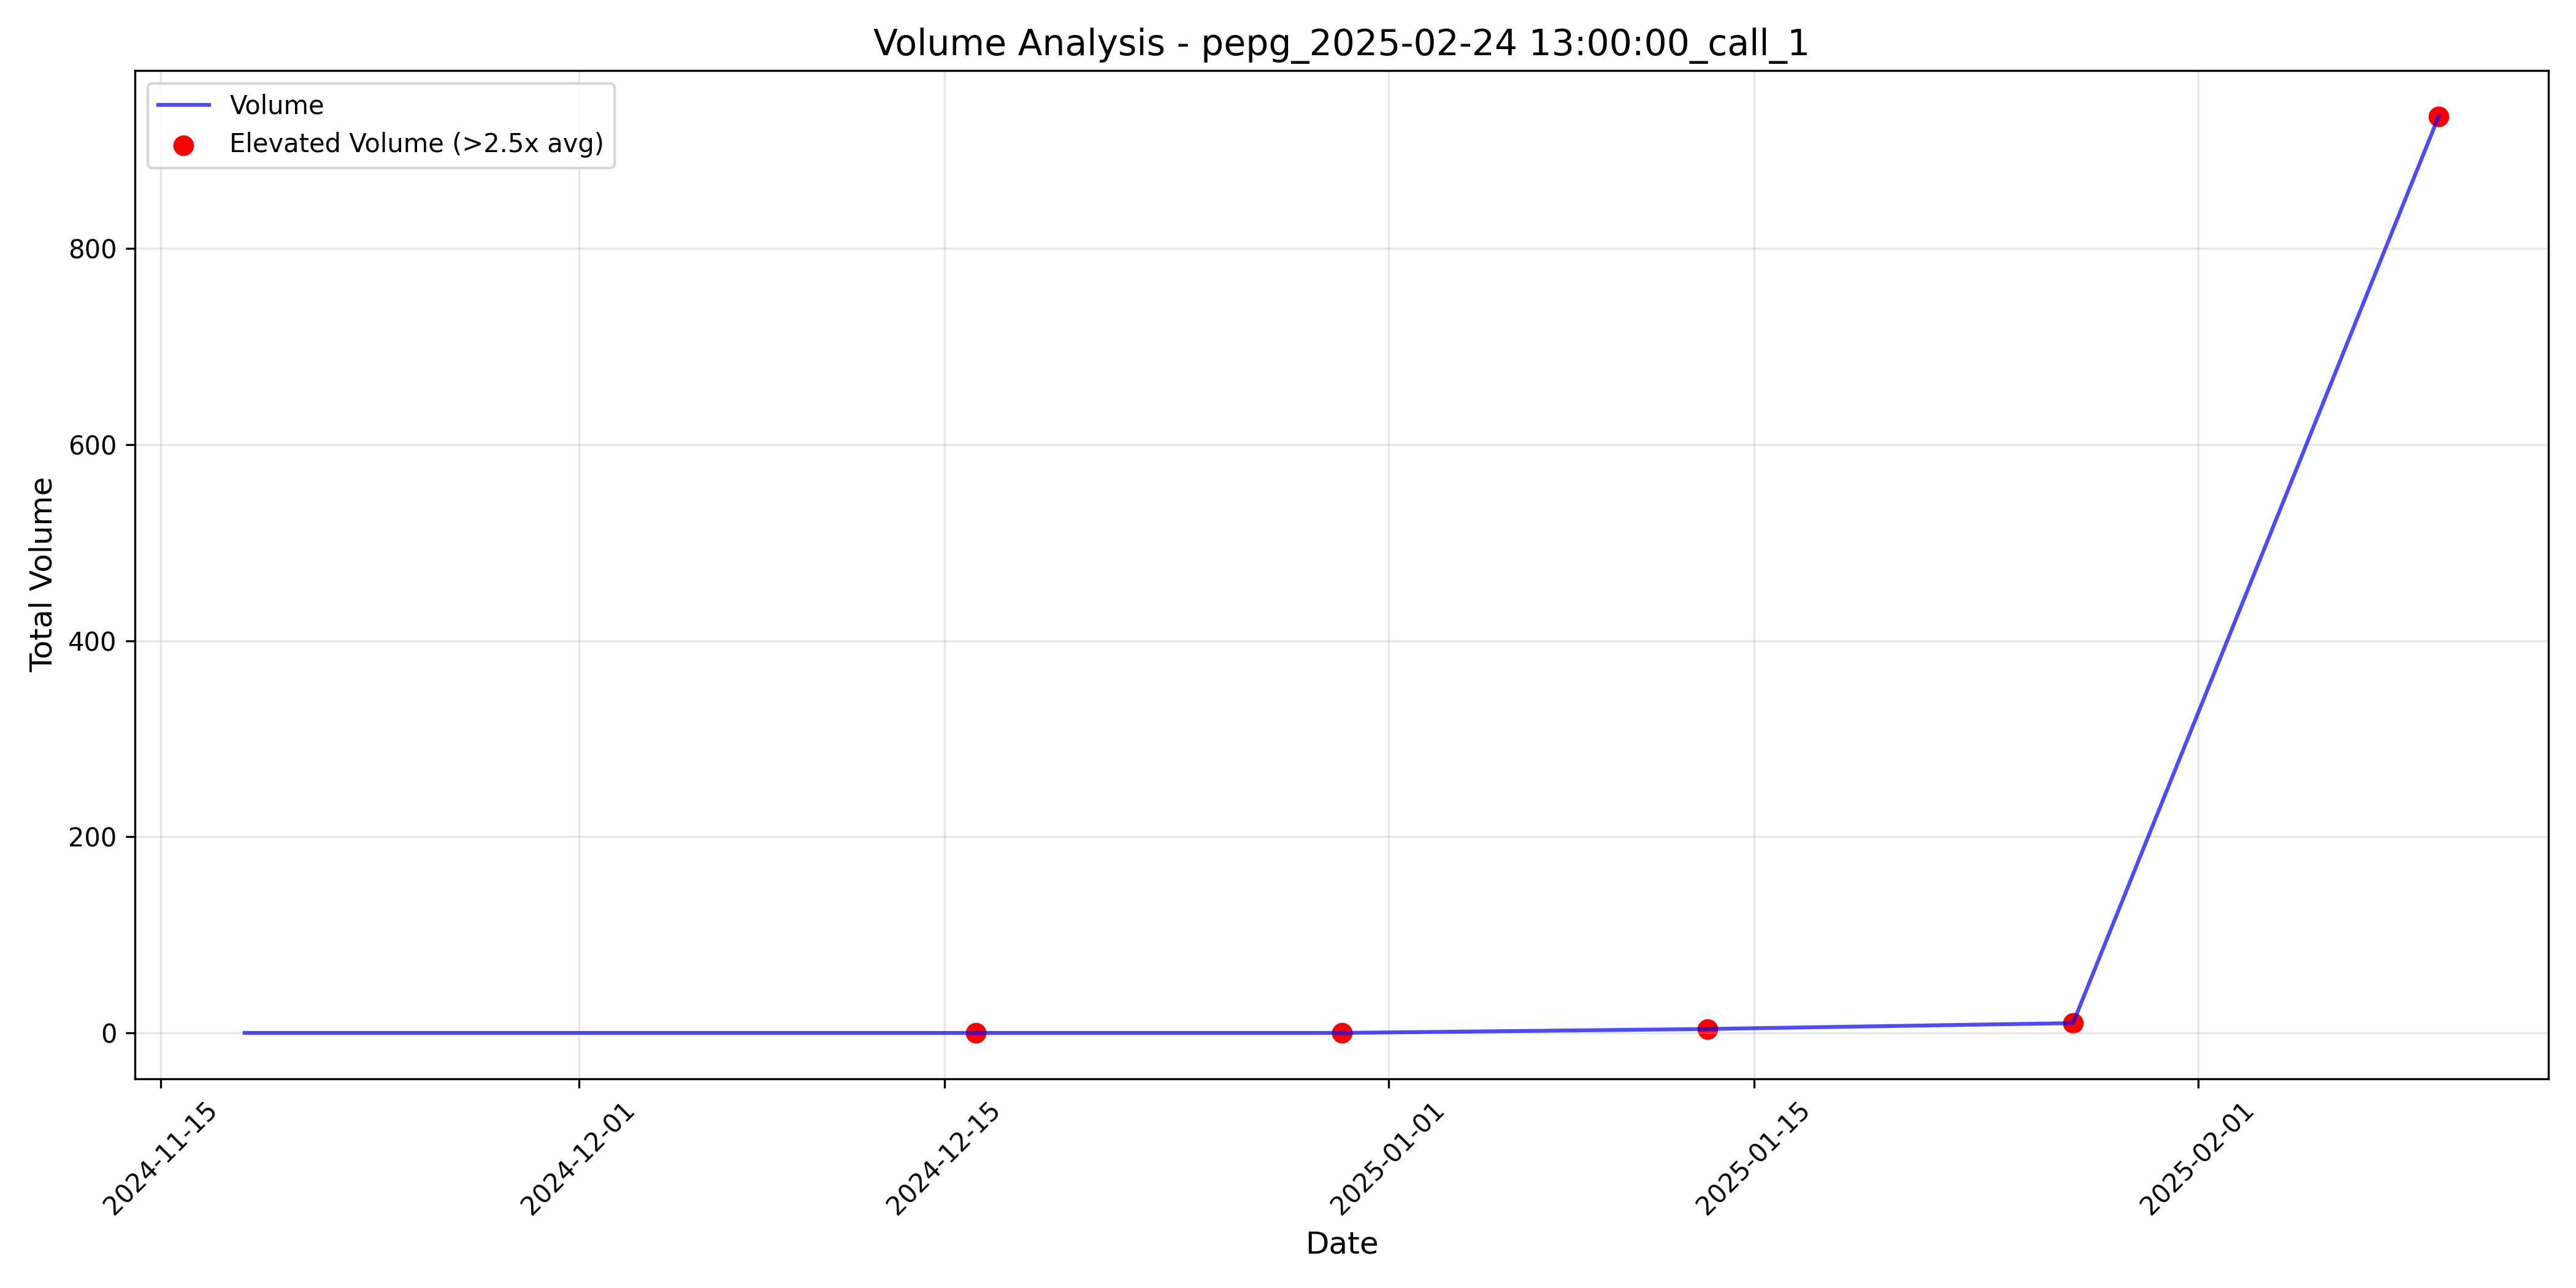 Volume Analysis - pepg_2025-02-24 13:00:00_call_1
Volume
Elevated Volume (>2.5x avg)
Total Volume
800
600
400
200
0
2024-11-15
2024-12-01
2024-12-15
2025-01-01
2025-01-15
2025-02-01
Date